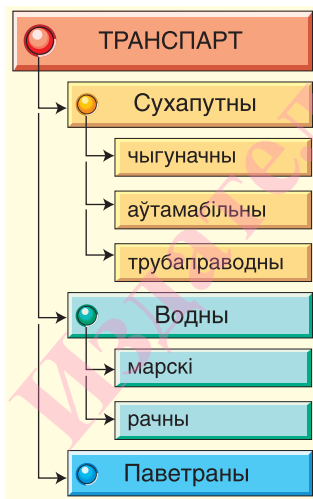 ТРАНСПАРТ
Сухапутны
чыгуначны
аўтамабільны
трубаправодны
Водны
марскі
рачны
Паветраны